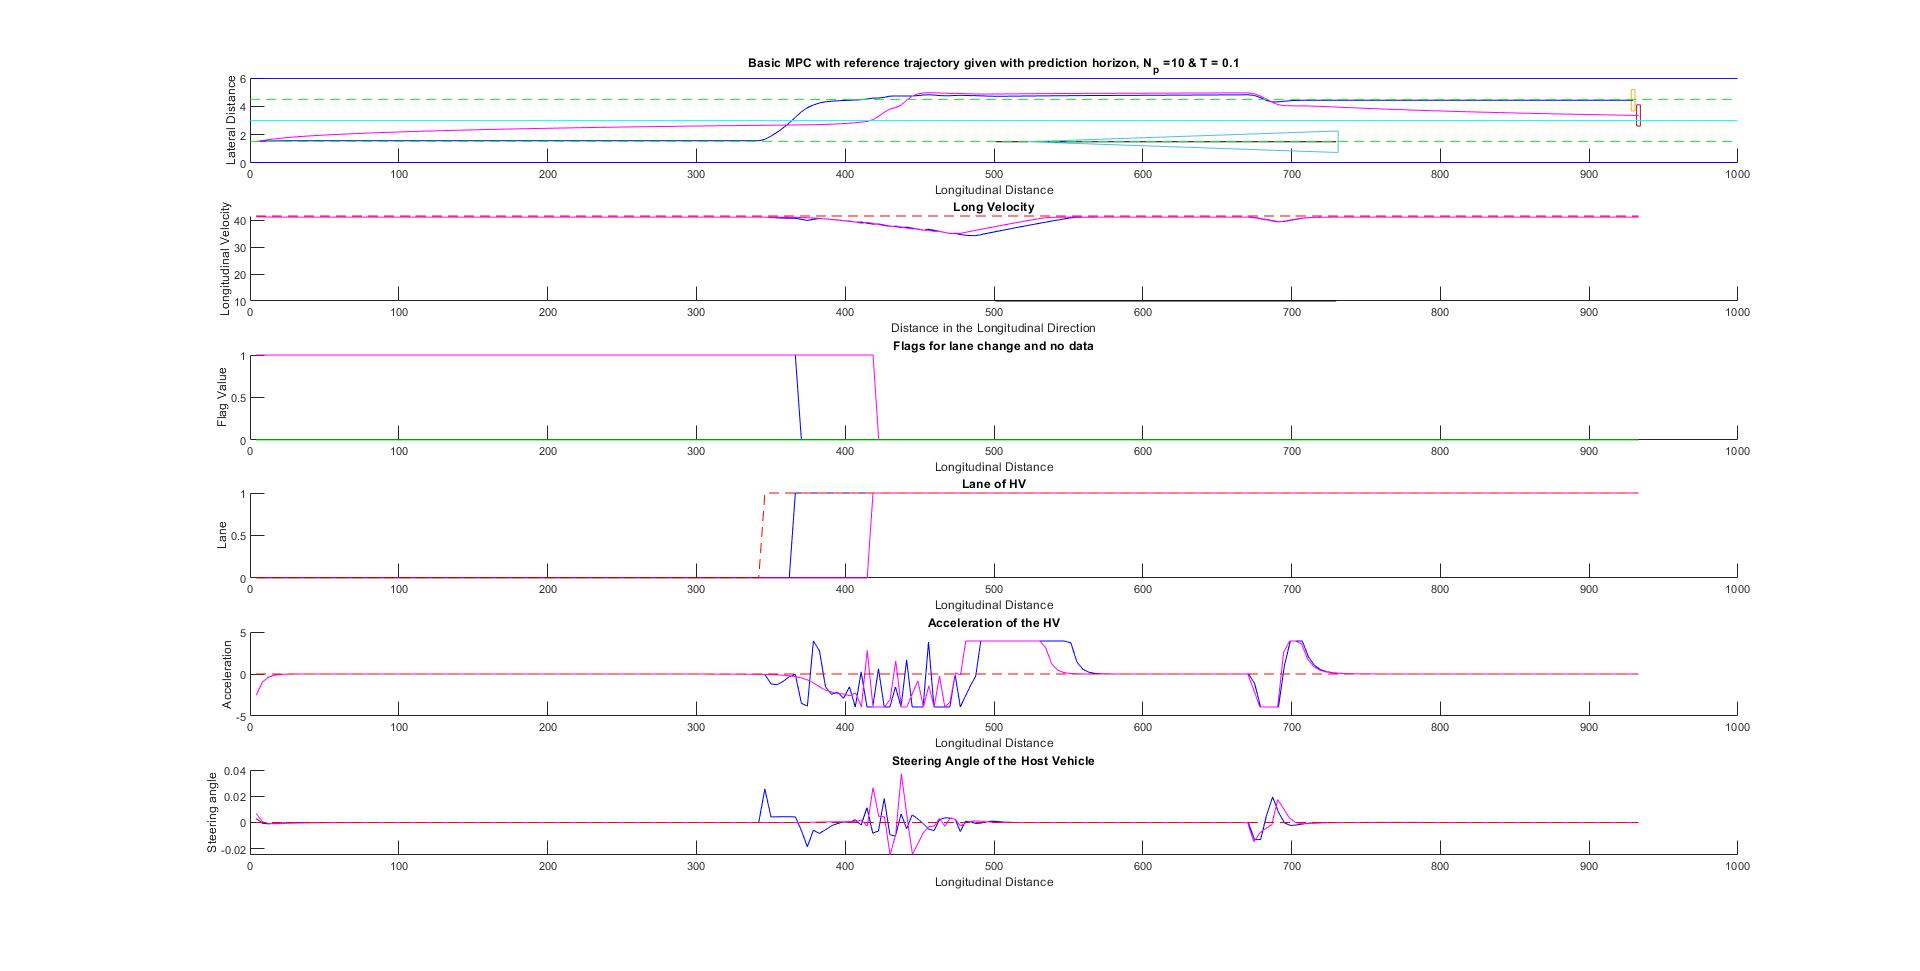 Basic MPC with reference trajectory given with prediction horizon, Np =10 & T = 0.1
Lateral Distance
6
4
2
0
0 100 200 300 400 500 600 700 800 900 1000
Longitudinal Distance
Long Velocity
Longitudinal Velocity
40
30
20
10
0 100 200 300 400 500 600 700 800 900 1000
Distance in the Longitudinal Direction
Flags for lane change and no data
Flag Value
1
0.5
0
0 100 200 300 400 500 600 700 800 900 1000
Longitudinal Distance
Lane of HV
Lane
1
0.5
0
0 100 200 300 400 500 600 700 800 900 1000
Longitudinal Distance
Acceleration of the HV
Acceleration
5
0
-5
0 100 200 300 400 500 600 700 800 900 1000
Longitudinal Distance
Steering Angle of the Host Vehicle
Steering angle
0.04
0.02
0
-0.02
0 100 200 300 400 500 600 700 800 900 1000
Longitudinal Distance